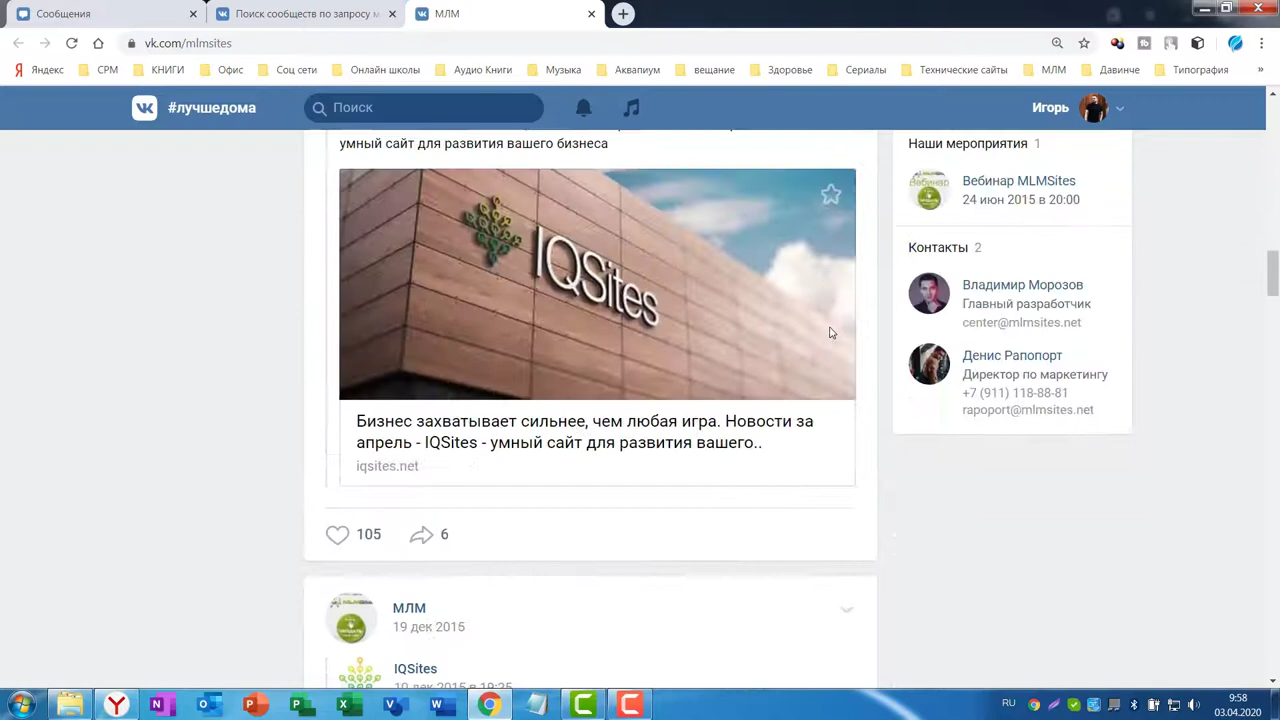 Сообщения
Поиск сообществ по запросу м
МЛМ
vk.com/mlmsites
Яндекс
СРМ
КНИГИ
Офис
Соц сети
Онлайн школы
Аудио Книги
Музыка
Аквапиум
вещание
Здоровье
Сериалы
Технические сайты
МЛМ
Давинче
Типография
»
#лучшедома
Поиск
Игорь
умный сайт для развития вашего бизнеса
IQSites
Бизнес захватывает сильнее, чем любая игра. Новости за
апрель - IQSites - умный сайт для развития вашего..
iqsites.net
105
6
МЛМ
19 дек 2015
IQSites
10 дек 2015 в 19:25
Наши мероприятия 1
Вебинар MLMSites
24 июн 2015 в 20:00
Контакты 2
Владимир Морозов
Главный разработчик
center@mlmsites.net
Денис Рапопорт
Директор по маркетингу
+7 (911) 118-88-81
rapoport@mlmsites.net
RU
9:58
03.04.2020